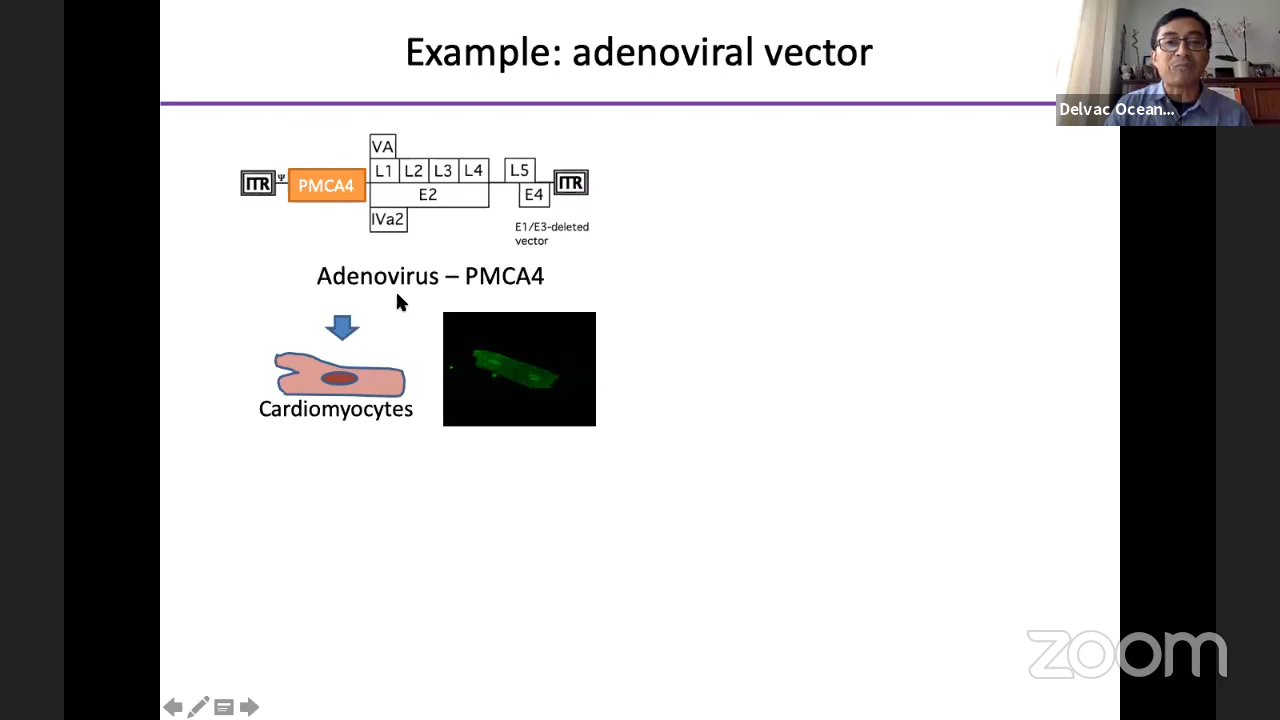 Example: adenoviral vector
Delvac Ocean...
VA
L1 L2 L3 L4 L5
ITR Ψ PMCA4 ITR
E2 E4
IVa2
E1/E3-deleted
vector
Adenovirus – PMCA4
Cardiomyocytes
zoom